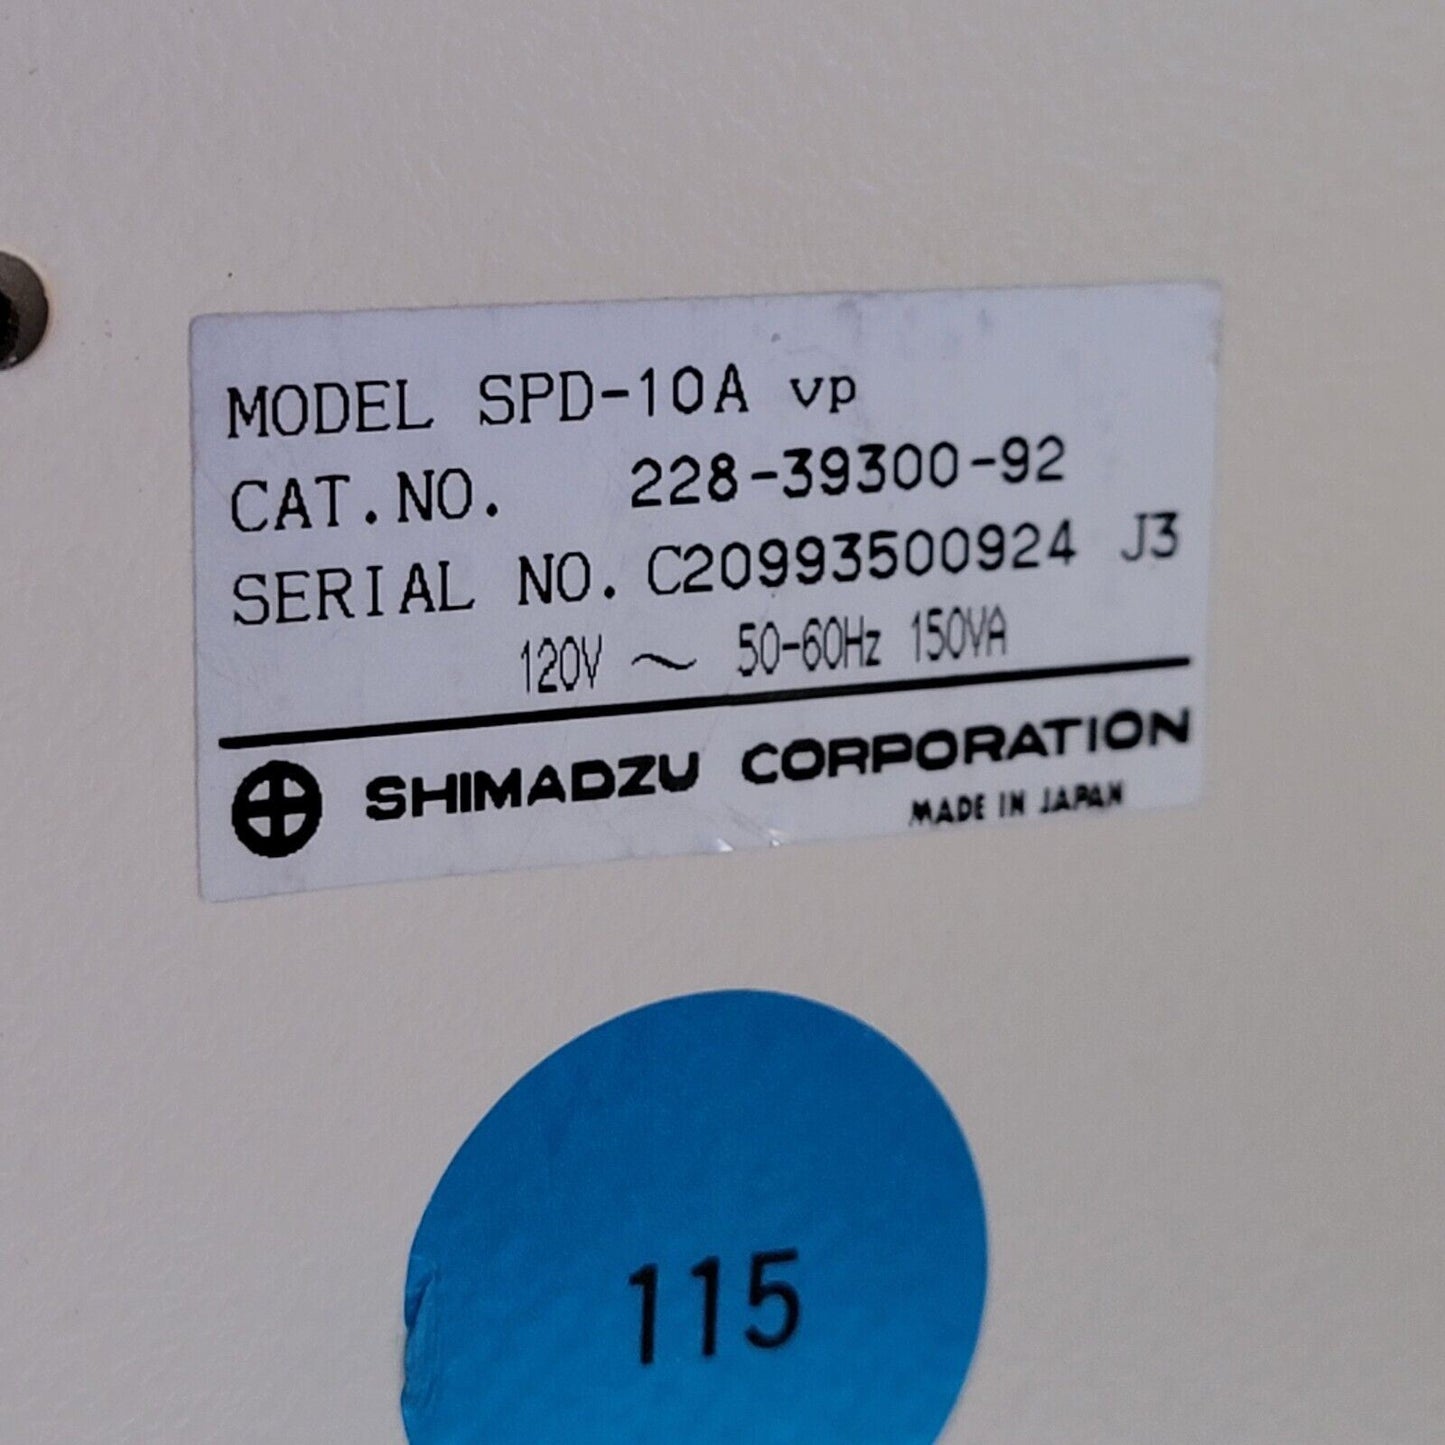 MODEL SPD-10A vp
CAT.NO. 228-39300-92
SERIAL NO. C20993500924 J3
120V ~ 50-60Hz 150VA
SHIMADZU CORPORATION
MADE IN JAPAN
115